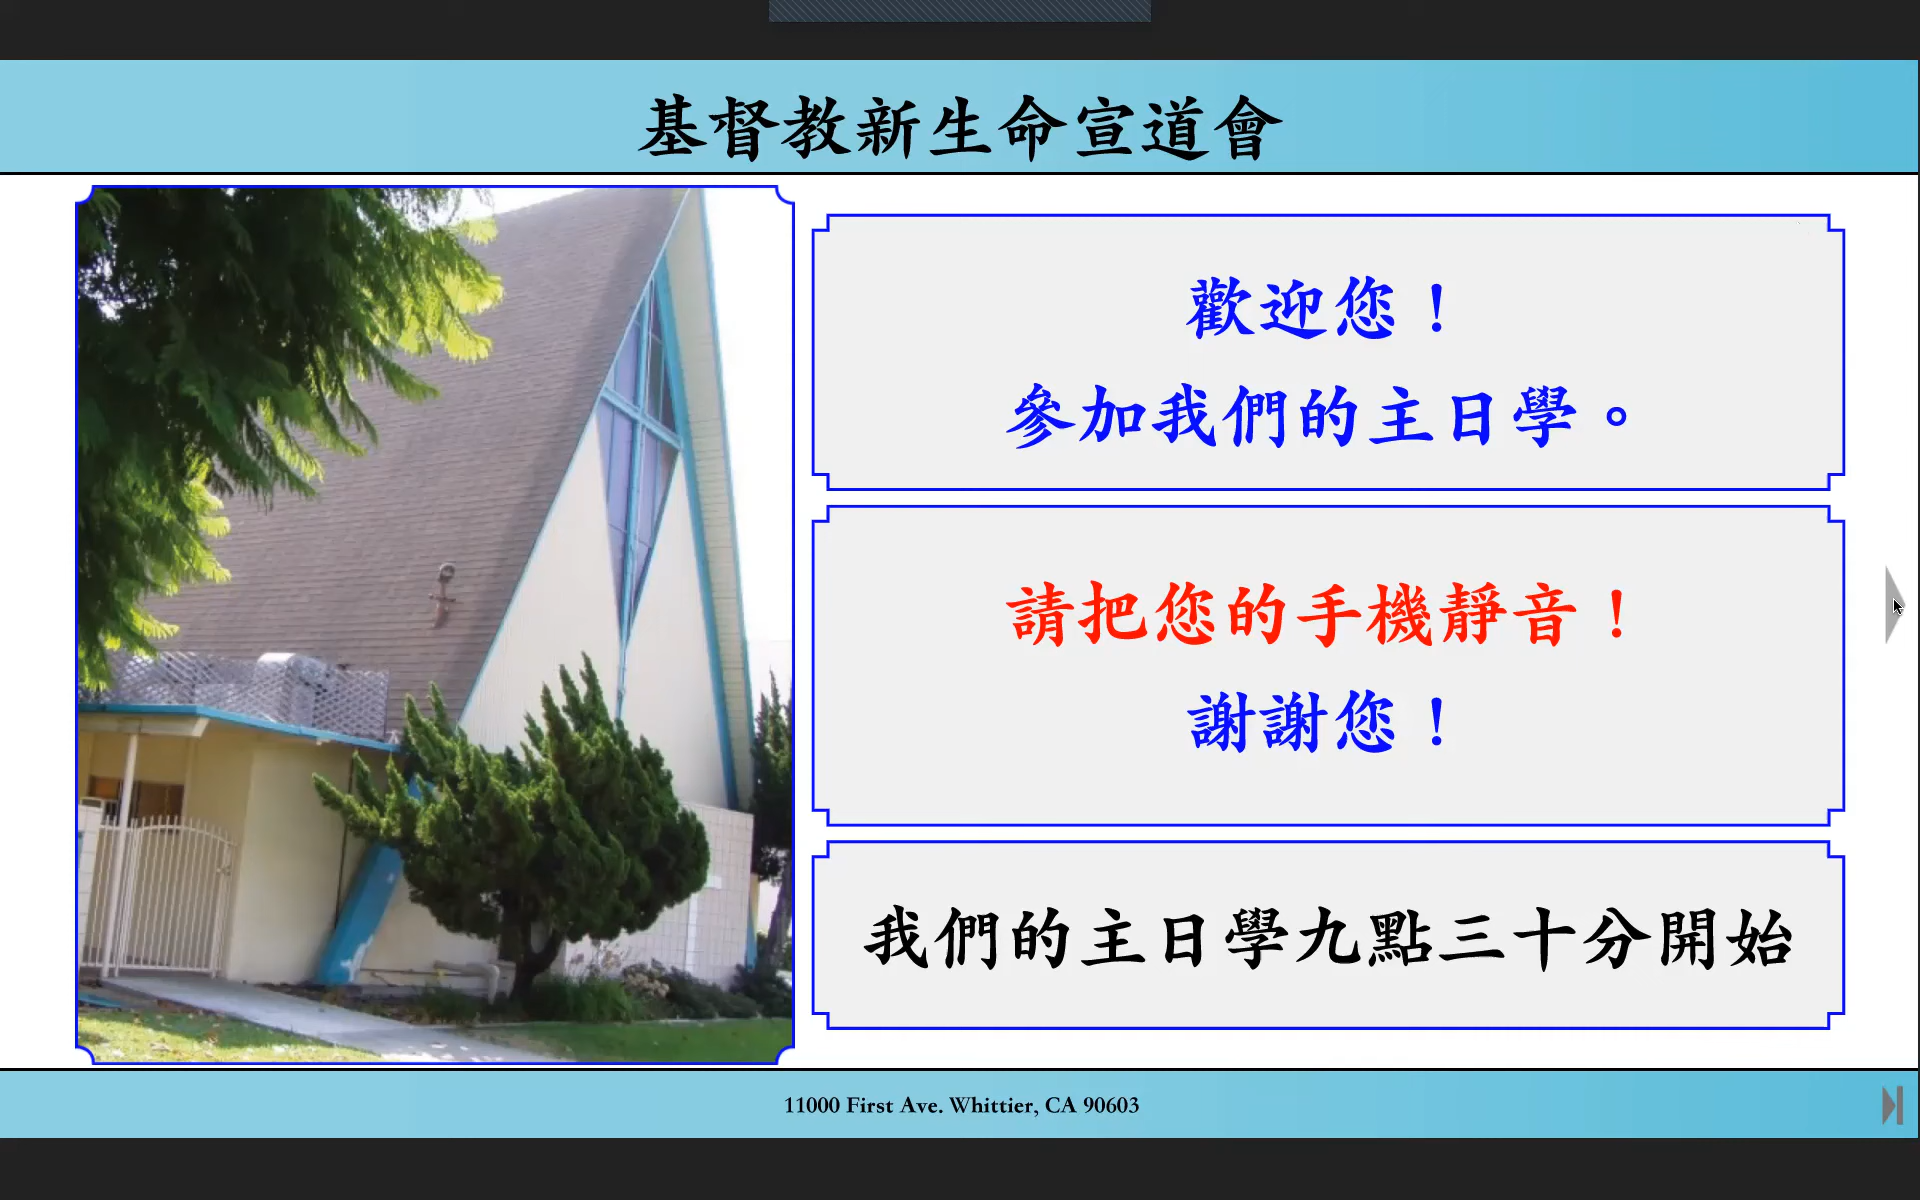 基督教新生命宣道會
歡迎您！
參加我們的主日學。
請把您的手機靜音！
謝謝您！
我們的主日學九點三十分開始
11000 First Ave. Whittier, CA 90603